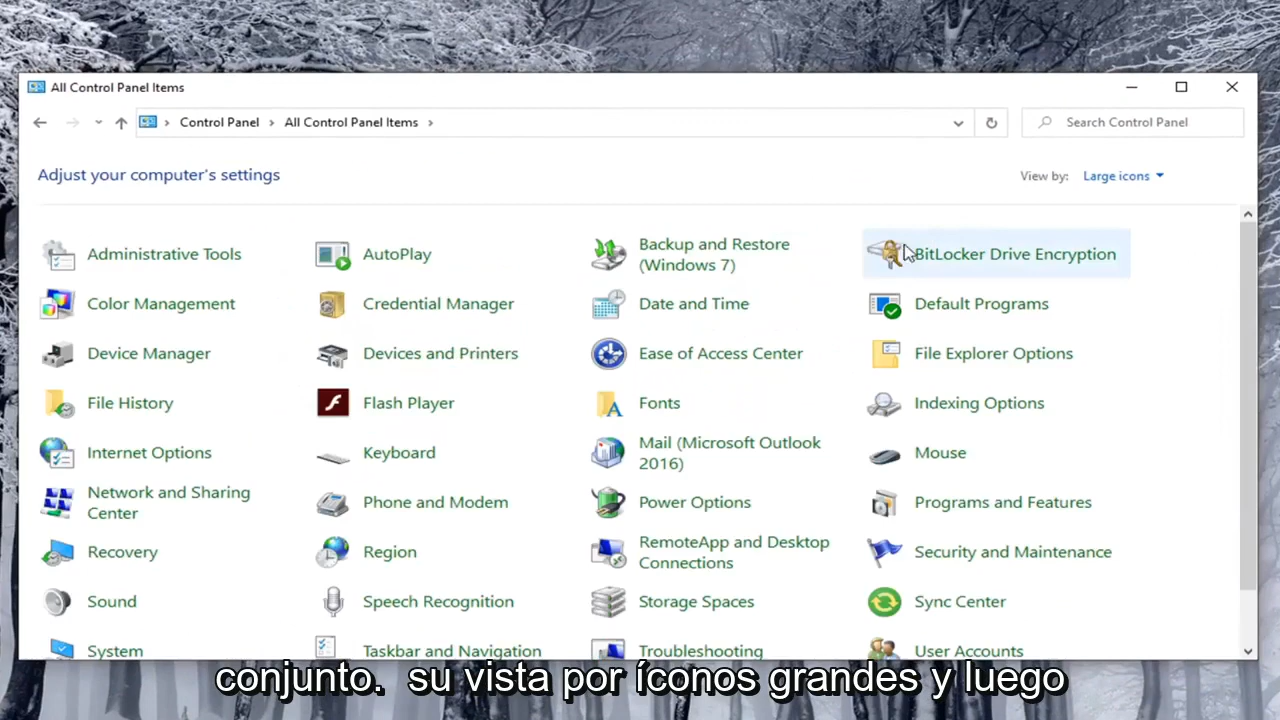 All Control Panel Items
Control Panel > All Control Panel Items >
Search Control Panel
Adjust your computer's settings
View by: Large icons
Administrative Tools
AutoPlay
Backup and Restore
(Windows 7)
BitLocker Drive Encryption
Color Management
Credential Manager
Date and Time
Default Programs
Device Manager
Devices and Printers
Ease of Access Center
File Explorer Options
File History
Flash Player
Fonts
Indexing Options
Internet Options
Keyboard
Mail (Microsoft Outlook
2016)
Mouse
Network and Sharing
Center
Phone and Modem
Power Options
Programs and Features
Recovery
Region
RemoteApp and Desktop
Connections
Security and Maintenance
Sound
Speech Recognition
Storage Spaces
Sync Center
System
Taskbar and Navigation
Troubleshooting
User Accounts
conjunto. su vista por íconos grandes y luego